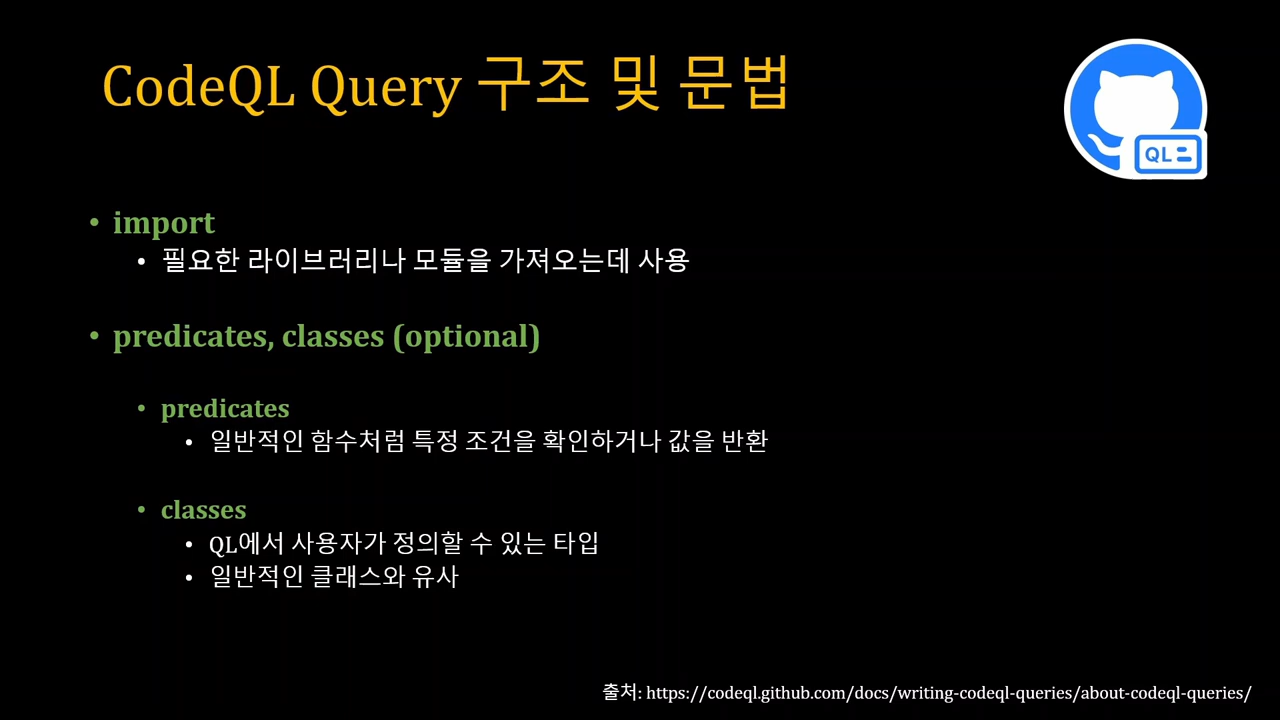 CodeQL Query 구조 및 문법
QL
• import
• 필요한 라이브러리나 모듈을 가져오는데 사용
• predicates, classes (optional)
• predicates
• 일반적인 함수처럼 특정 조건을 확인하거나 값을 반환
• classes
• QL에서 사용자가 정의할 수 있는 타입
• 일반적인 클래스와 유사
출처: https://codeql.github.com/docs/writing-codeql-queries/about-codeql-queries/